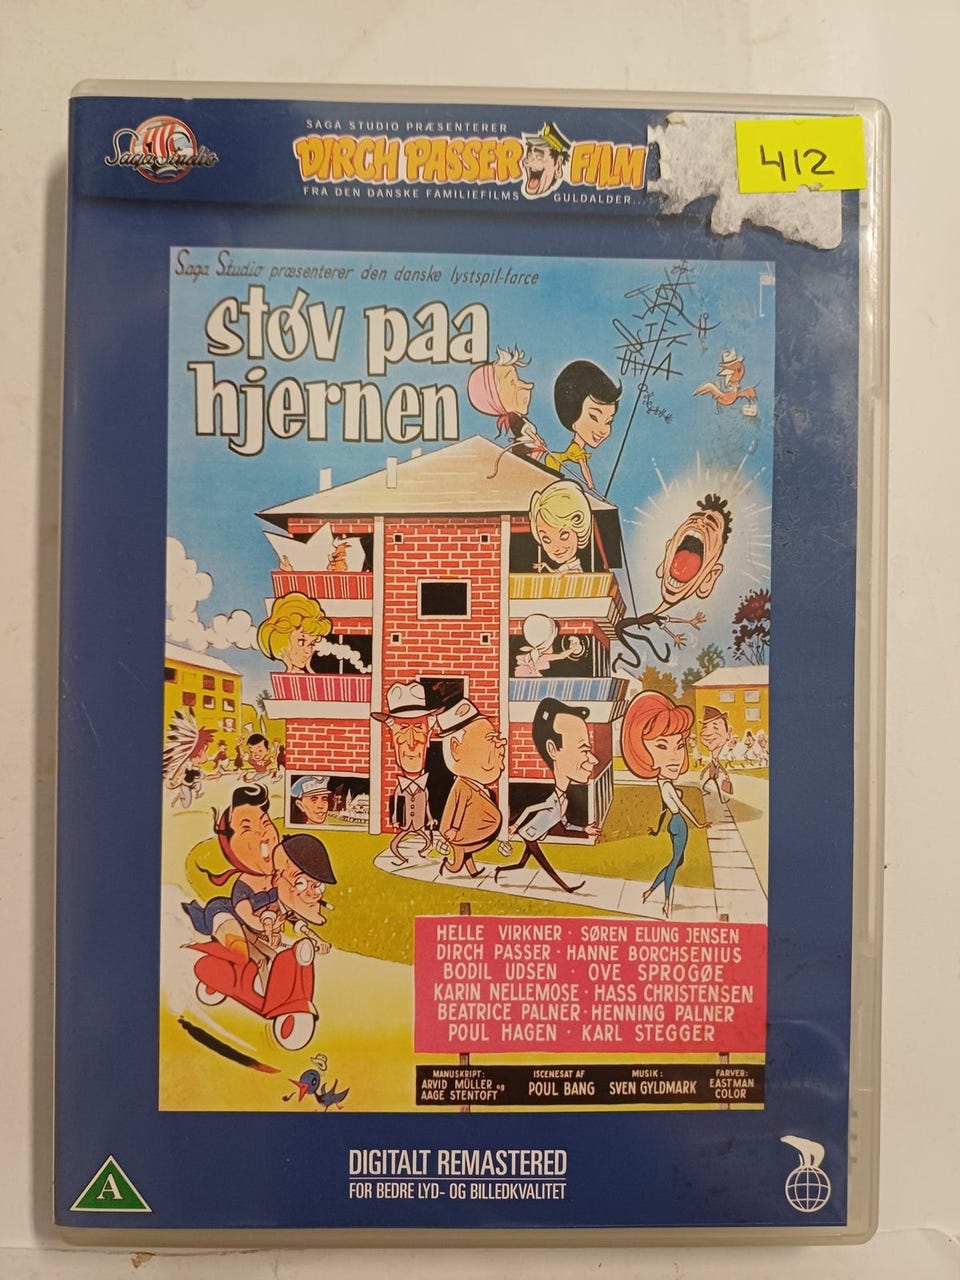 Saga Studio
SAGA STUDIO PRÆSENTERER
DIRCH PASSER FILM
FRA DEN DANSKE FAMILIEFILMS GULDALDER...
412
Saga Studio præsenterer den danske lystspil-farce
støv paa
hjernen
HELLE VIRKNER · SØREN ELUNG JENSEN
DIRCH PASSER · HANNE BORCHSENIUS
BODIL UDSEN · OVE SPROGØE
KARIN NELLEMOSE · HASS CHRISTENSEN
BEATRICE PALNER · HENNING PALNER
POUL HAGEN · KARL STEGGER
MANUSKRIPT:
ARVID MÜLLER og
AAGE STENTOFT
ISCENESAT AF
POUL BANG
MUSIK:
SVEN GYLDMARK
FARVER:
EASTMAN
COLOR
DIGITALT REMASTERED
FOR BEDRE LYD- OG BILLEDKVALITET
A